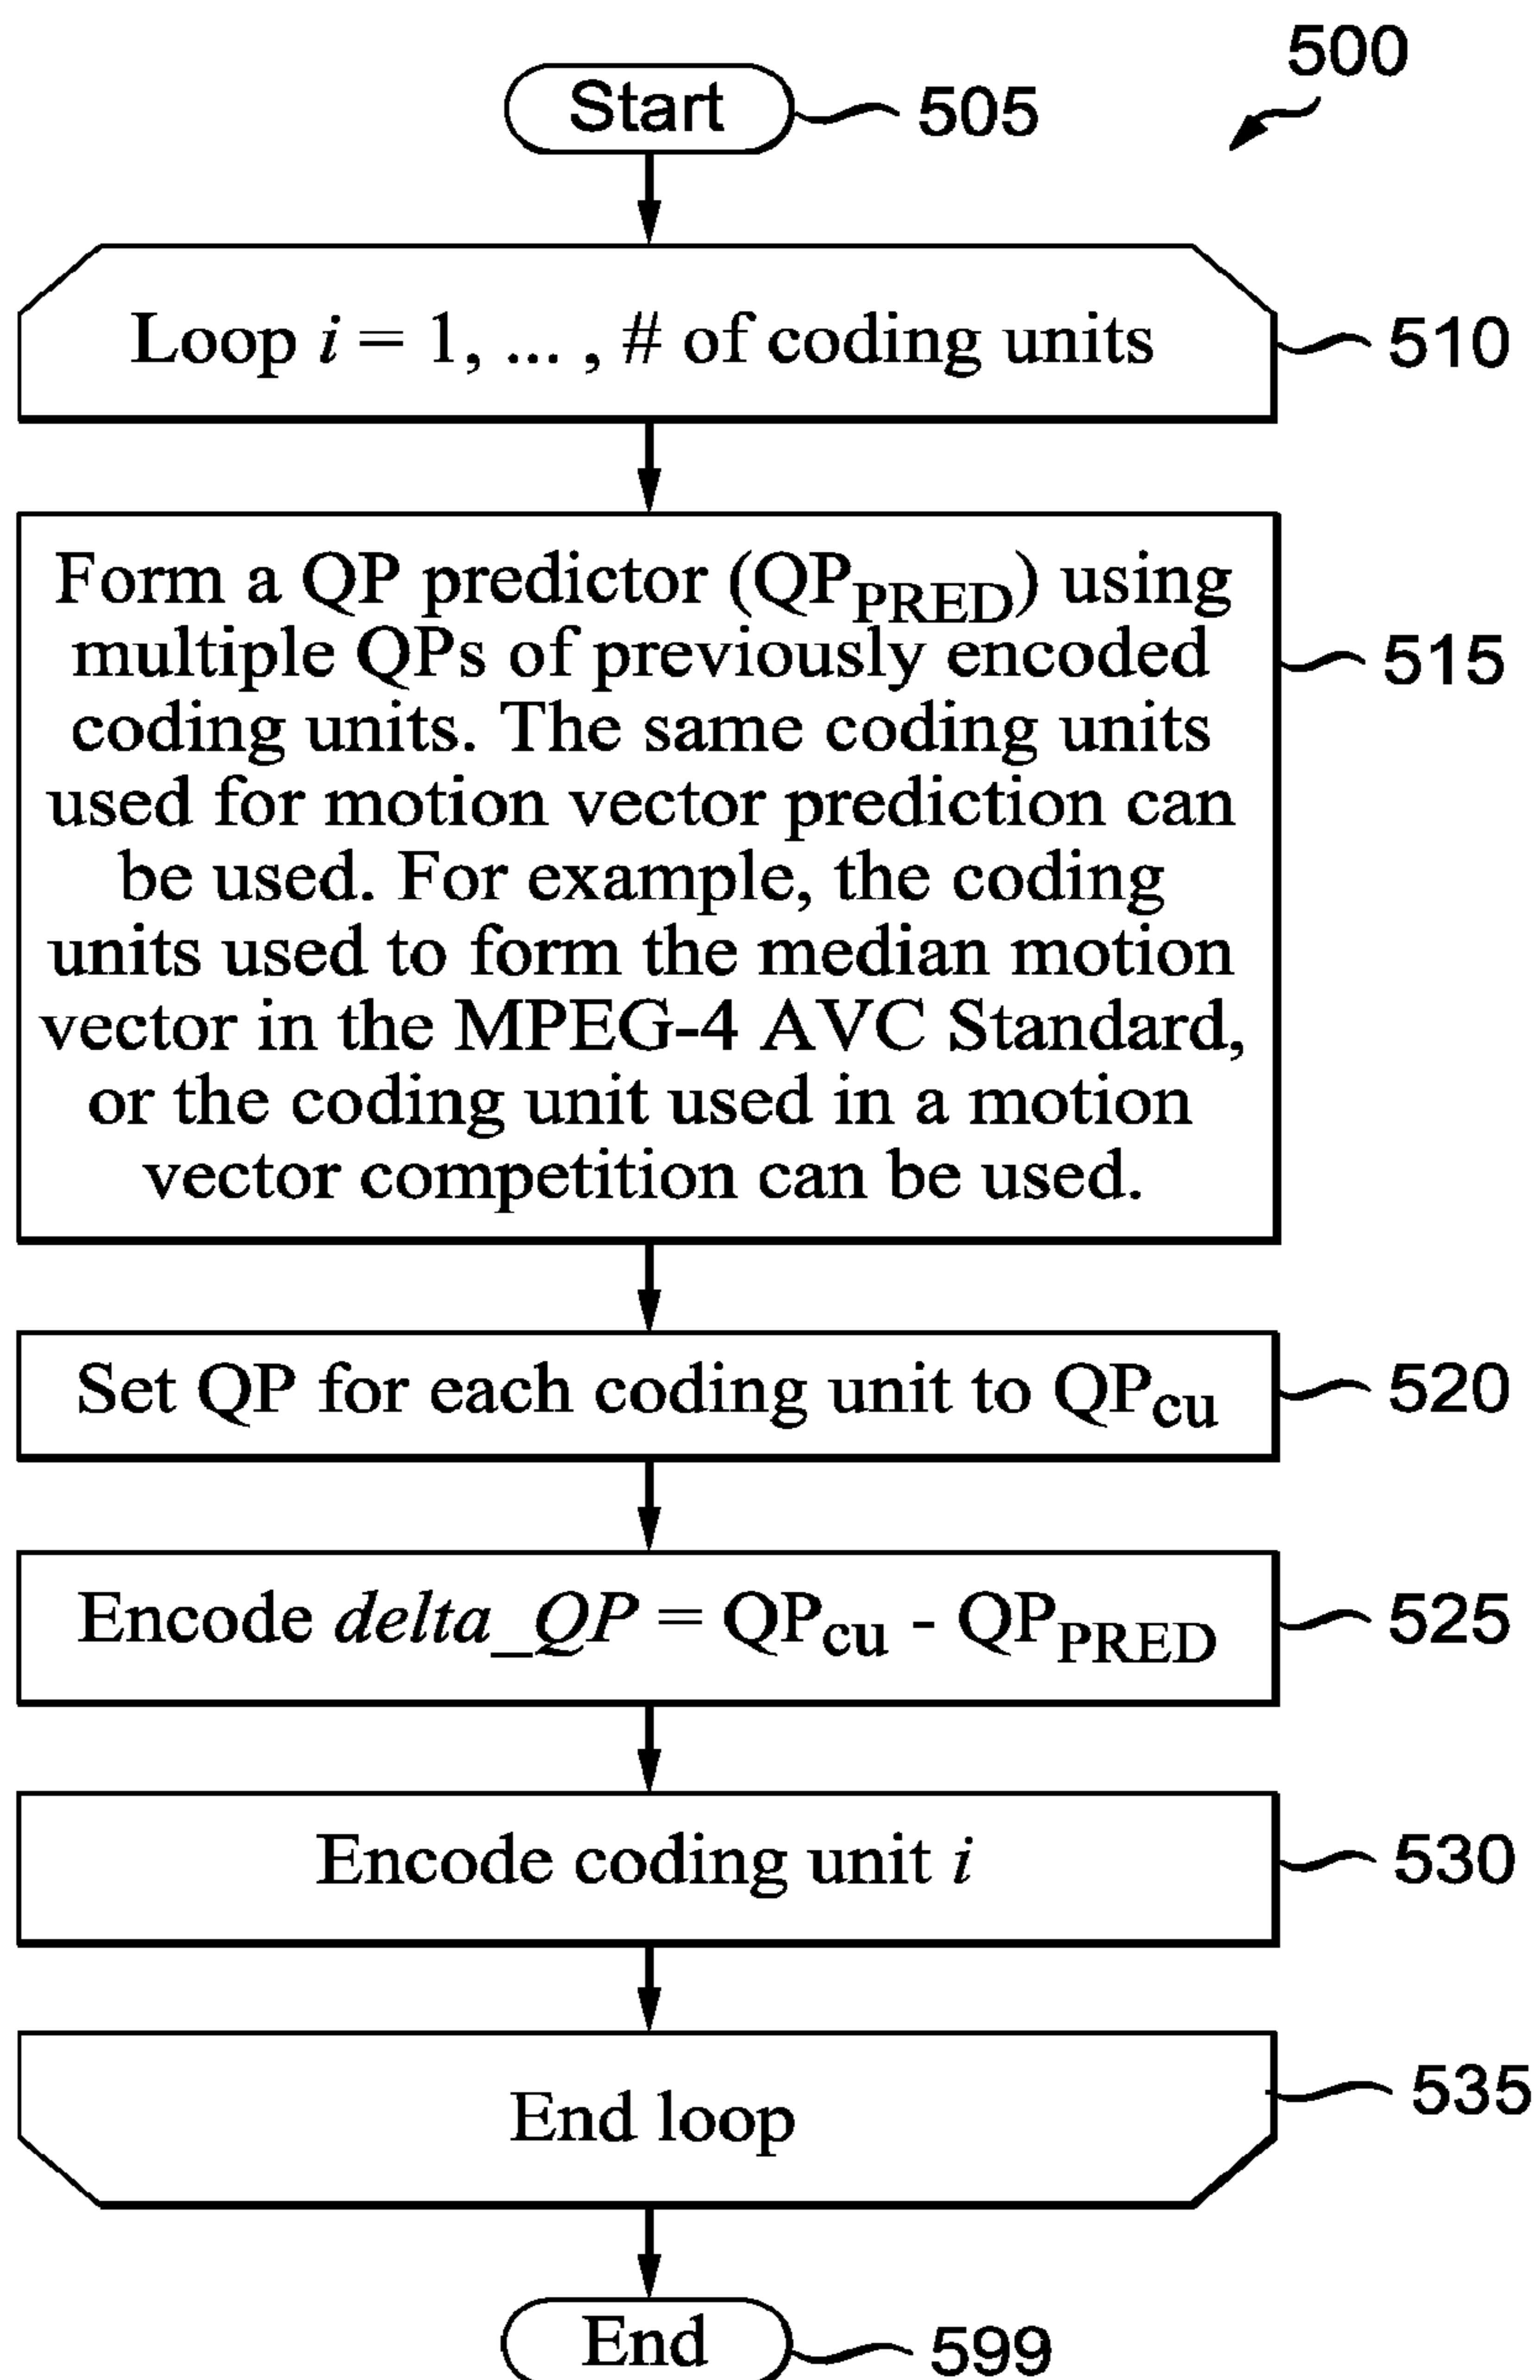 500
Start
505
Loop i = 1, ... , # of coding units
510
Form a QP predictor (QPPRED) using
multiple QPs of previously encoded
coding units. The same coding units
used for motion vector prediction can
be used. For example, the coding
units used to form the median motion
vector in the MPEG-4 AVC Standard,
or the coding unit used in a motion
vector competition can be used.
515
Set QP for each coding unit to QPcu
520
Encode delta_QP = QPcu - QPPRED
525
Encode coding unit i
530
End loop
535
End
599